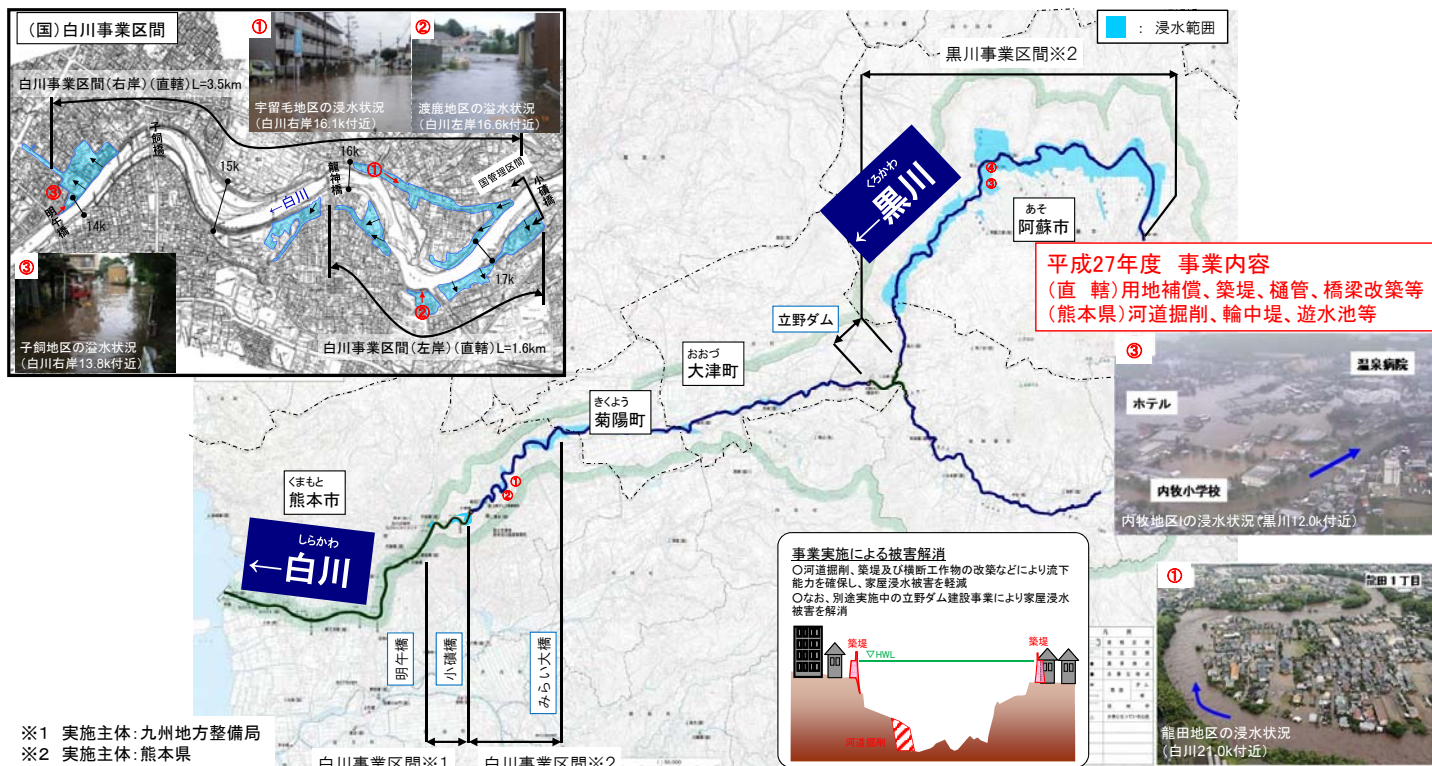 (国)白川事業区間
白川事業区間(右岸)(直轄)L=3.5km
①
宇留毛地区の浸水状況
(白川右岸16.1k付近)
②
渡鹿地区の溢水状況
(白川左岸16.6k付近)
子飼橋
15k
龍神橋
16k
①
国管理区間
小磧橋
③
明午橋
14k
←白川
17k
②
③
子飼地区の溢水状況
(白川右岸13.8k付近)
白川事業区間(左岸)(直轄)L=1.6km
: 浸水範囲
黒川事業区間※2
くろかわ
←黒川
④
③
あそ
阿蘇市
平成27年度 事業内容
(直 轄)用地補償、築堤、樋管、橋梁改築等
(熊本県)河道掘削、輪中堤、遊水池等
立野ダム
おおづ
大津町
きくよう
菊陽町
くまもと
熊本市
①
②
しらかわ
←白川
明午橋
小磧橋
みらい大橋
白川事業区間※1
白川事業区間※2
※1 実施主体:九州地方整備局
※2 実施主体:熊本県
③
温泉病院
ホテル
内牧小学校
内牧地区Iの浸水状況(黒川12.0k付近)
事業実施による被害解消
○河道掘削、築堤及び横断工作物の改築などにより流下
能力を確保し、家屋浸水被害を軽減
○なお、別途実施中の立野ダム建設事業により家屋浸水
被害を解消
築堤
▽HWL
築堤
河道掘削
①
龍田1丁目
龍田地区の浸水状況
(白川21.0k付近)